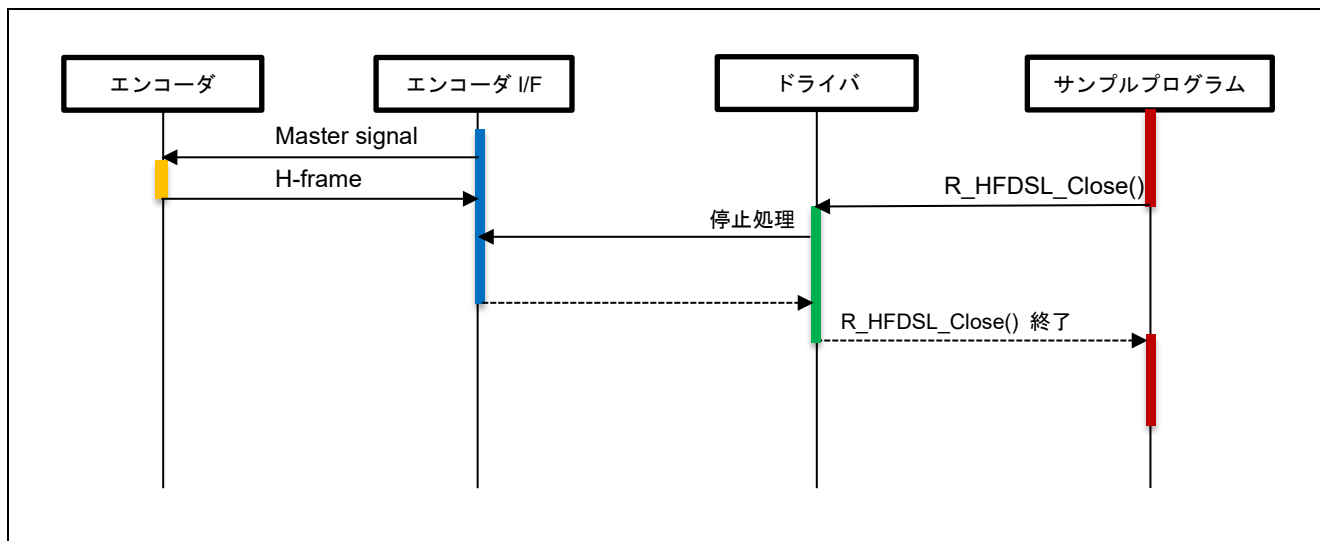 エンコーダ
エンコーダ I/F
ドライバ
サンプルプログラム
Master signal
H-frame
R_HFDSL_Close()
停止処理
R_HFDSL_Close() 終了